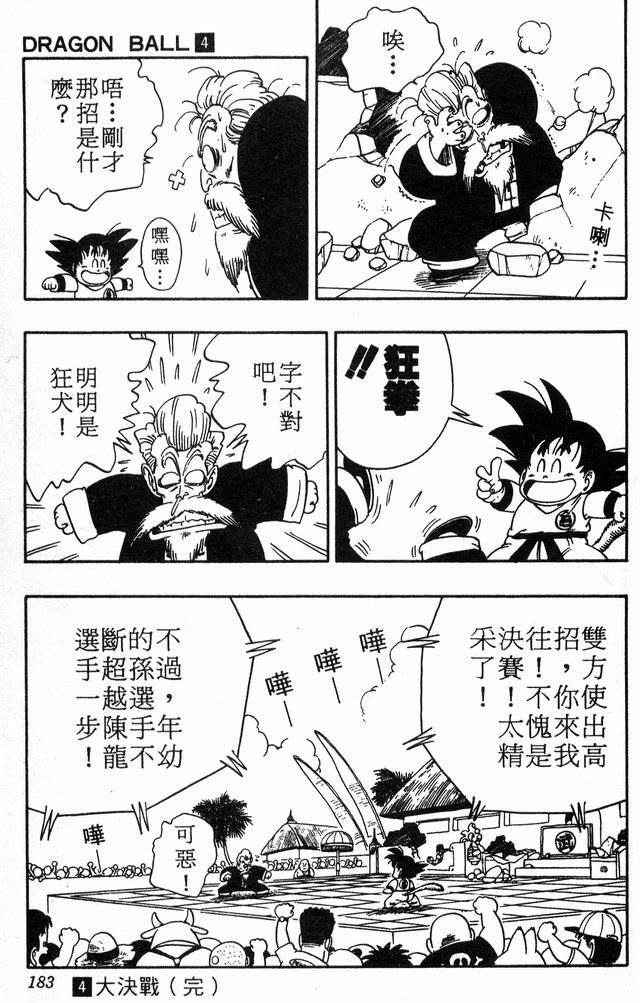 DRAGON BALL 4
唉…
卡喇…
唔…剛才
那招是什
麼？
嘿
嘿…
狂拳!!
字不對
吧！
明明是
狂犬！
雙方使出高
招，你來我
往！不愧是
決賽！太精
采了！
嘩－
嘩－
嘩－
不過，年幼
的孫選手不
斷超越陳龍
選手一步！
可惡！
嘩
武
183 4 大決戰（完）